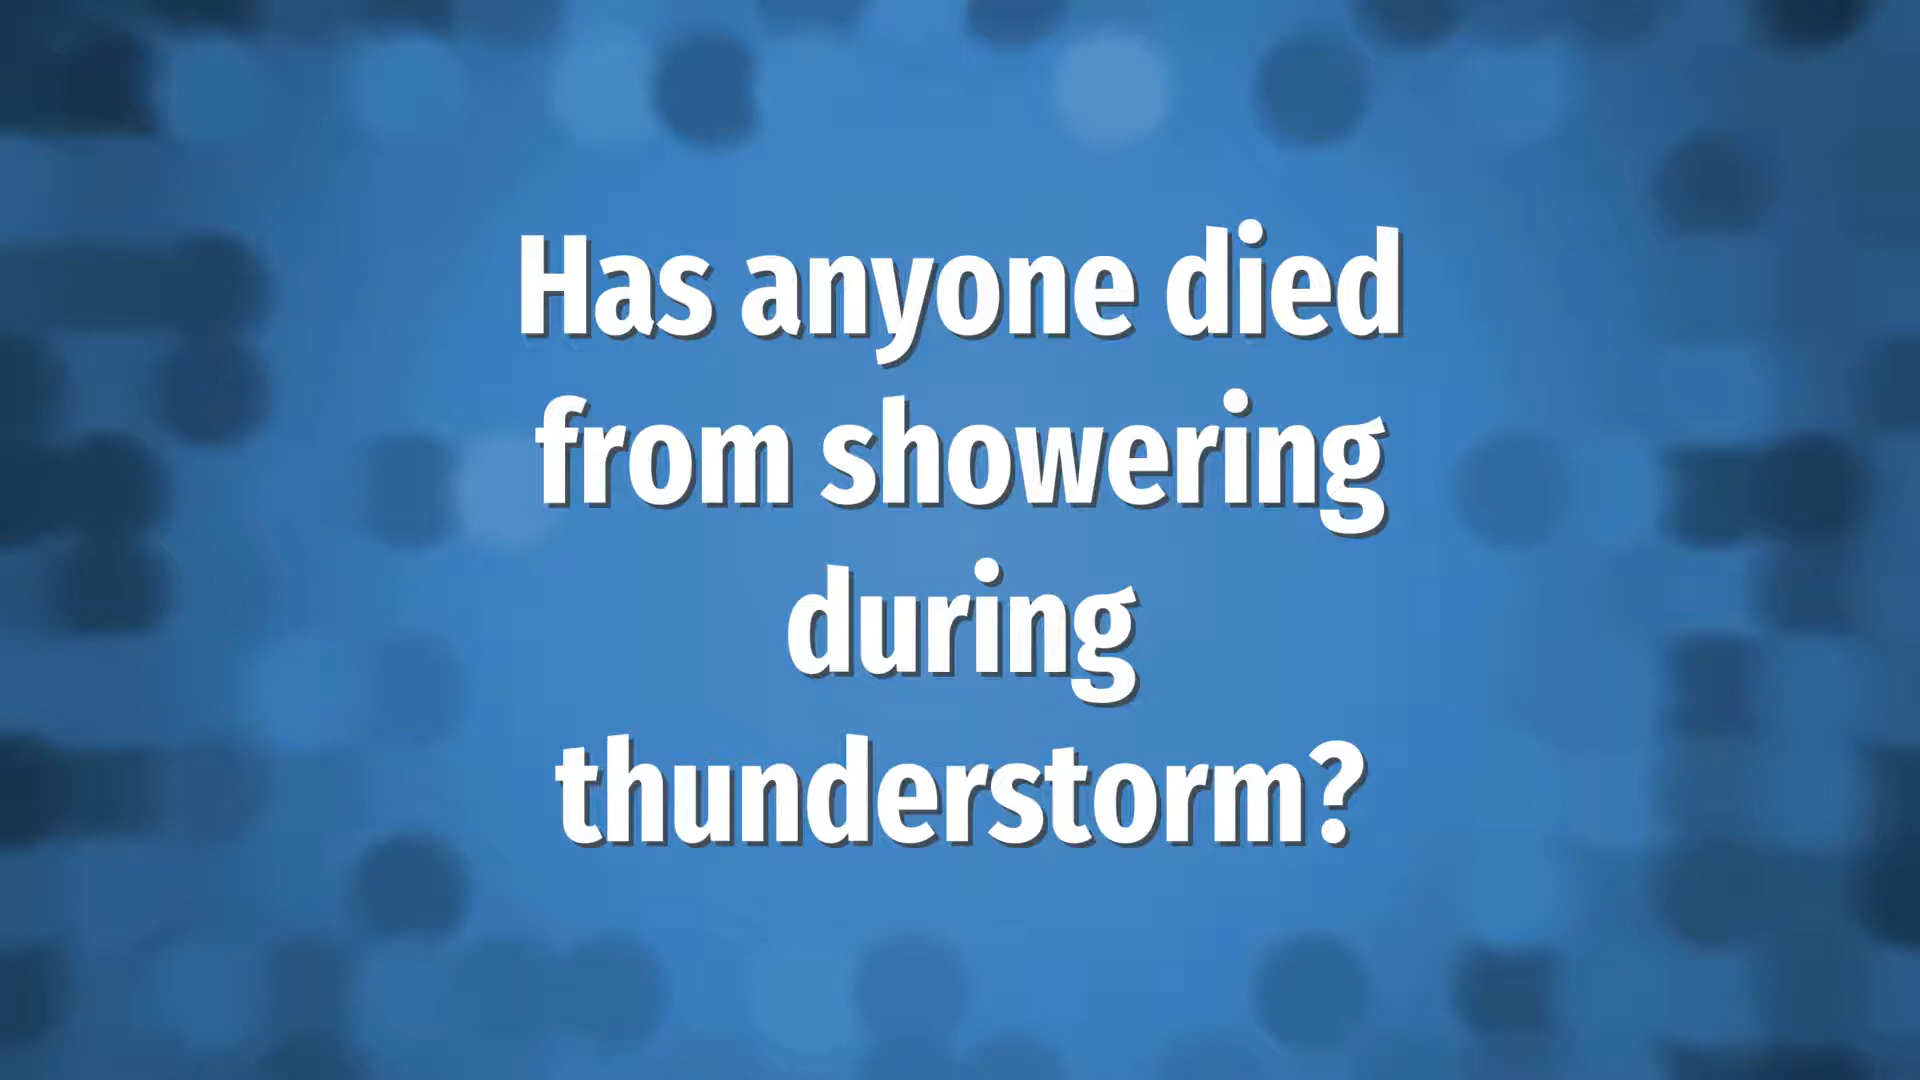 Has anyone died
from showering
during
thunderstorm?